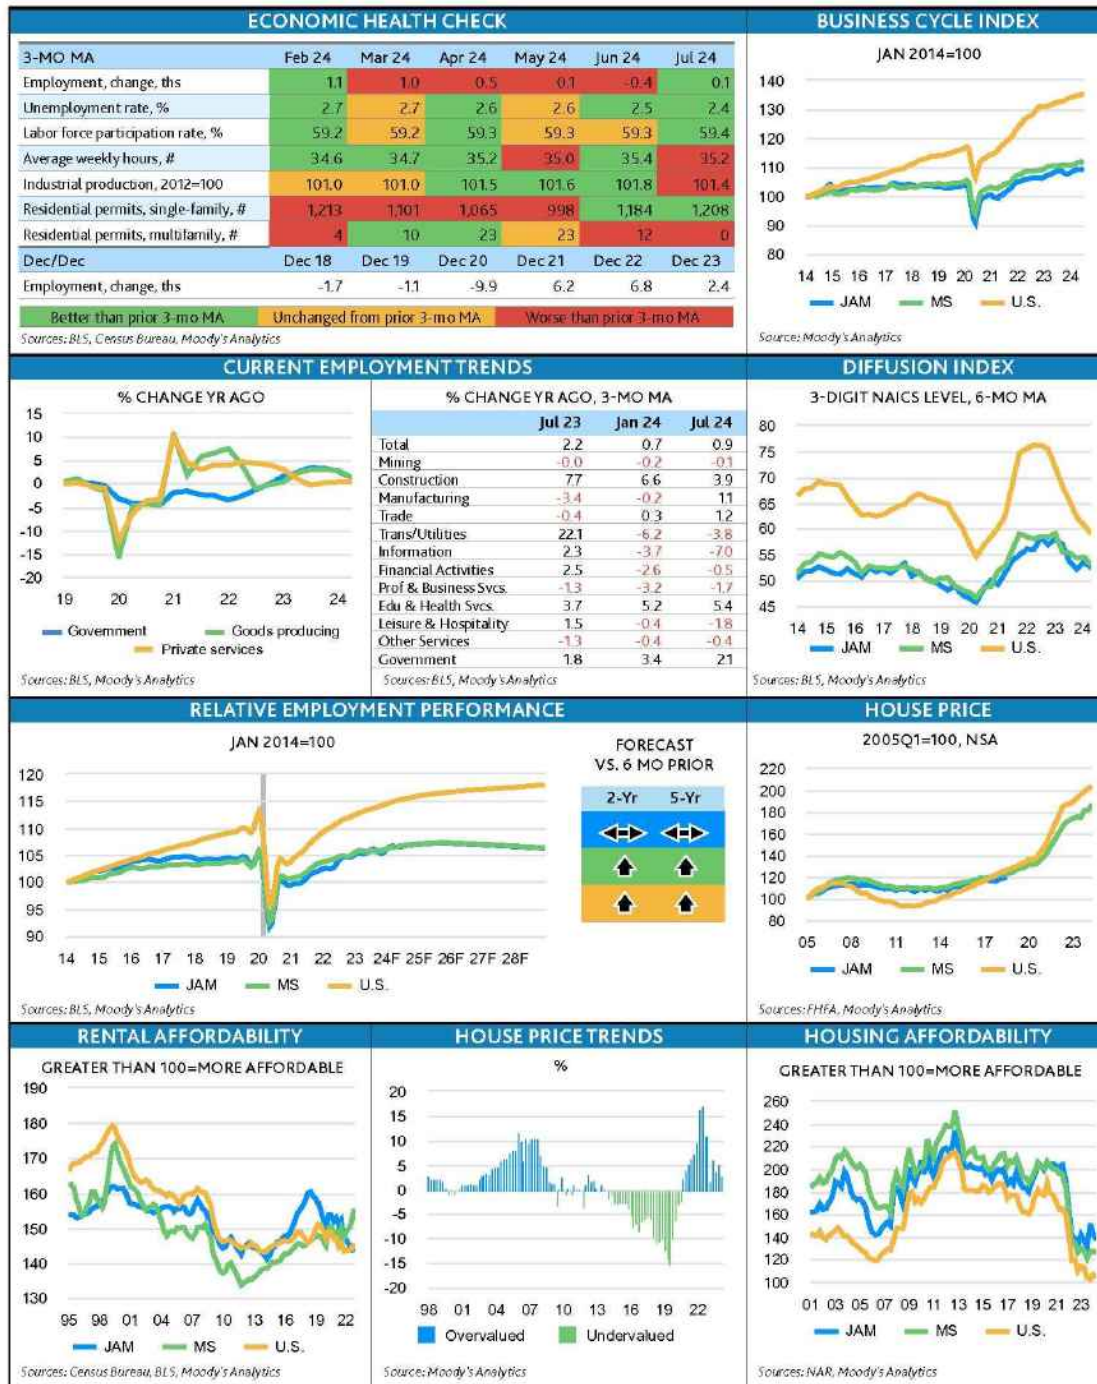 ECONOMIC HEALTH CHECK
3-MO MA Feb 24 Mar 24 Apr 24 May 24 Jun 24 Jul 24
Employment, change, ths 1.1 1.0 0.5 0.1 -0.4 0.1
Unemployment rate, % 2.7 2.7 2.6 2.6 2.5 2.4
Labor force participation rate, % 59.2 59.2 59.3 59.3 59.3 59.4
Average weekly hours, # 34.6 34.7 35.2 35.0 35.4 35.2
Industrial production, 2012=100 101.0 101.0 101.5 101.6 101.8 101.4
Residential permits, single-family, # 1,213 1,101 1,065 998 1,184 1,208
Residential permits, multifamily, # 4 10 23 23 12 0
Dec/Dec Dec 18 Dec 19 Dec 20 Dec 21 Dec 22 Dec 23
Employment, change, ths -1.7 -1.1 -9.9 6.2 6.8 2.4
Better than prior 3-mo MA Unchanged from prior 3-mo MA Worse than prior 3-mo MA
Sources: BLS, Census Bureau, Moody's Analytics
BUSINESS CYCLE INDEX
JAN 2014=100
140
130
120
110
100
90
80
14 15 16 17 18 19 20 21 22 23 24
JAM MS U.S.
Source: Moody's Analytics
CURRENT EMPLOYMENT TRENDS
% CHANGE YR AGO
15
10
5
0
-5
-10
-15
-20
19 20 21 22 23 24
Government Goods producing
Private services
Sources: BLS, Moody's Analytics
% CHANGE YR AGO, 3-MO MA
Jul 23 Jan 24 Jul 24
Total 2.2 0.7 0.9
Mining -0.0 -0.2 -0.1
Construction 7.7 6.6 3.9
Manufacturing -3.4 -0.2 1.1
Trade -0.4 0.3 1.2
Trans/Utilities 22.1 -6.2 -3.8
Information 2.3 -3.7 -7.0
Financial Activities 2.5 -2.6 -0.5
Prof & Business Svcs. -1.3 -3.2 -1.7
Edu & Health Svcs. 3.7 5.2 5.4
Leisure & Hospitality 1.5 -0.4 -1.8
Other Services -1.3 -0.4 -0.4
Government 1.8 3.4 2.1
Sources: BLS, Moody's Analytics
DIFFUSION INDEX
3-DIGIT NAICS LEVEL, 6-MO MA
80
75
70
65
60
55
50
45
14 15 16 17 18 19 20 21 22 23 24
JAM MS U.S.
Sources: BLS, Moody's Analytics
RELATIVE EMPLOYMENT PERFORMANCE
JAN 2014=100
120
115
110
105
100
95
90
14 15 16 17 18 19 20 21 22 23 24F 25F 26F 27F 28F
JAM MS U.S.
Sources: BLS, Moody's Analytics
FORECAST
VS. 6 MO PRIOR
2-Yr 5-Yr
HOUSE PRICE
2005Q1=100, NSA
220
200
180
160
140
120
100
80
05 08 11 14 17 20 23
JAM MS U.S.
Sources: FHFA, Moody's Analytics
RENTAL AFFORDABILITY
GREATER THAN 100=MORE AFFORDABLE
190
180
170
160
150
140
130
95 98 01 04 07 10 13 16 19 22
JAM MS U.S.
Sources: Census Bureau, BLS, Moody's Analytics
HOUSE PRICE TRENDS
%
20
15
10
5
0
-5
-10
-15
-20
98 01 04 07 10 13 16 19 22
Overvalued Undervalued
Source: Moody's Analytics
HOUSING AFFORDABILITY
GREATER THAN 100=MORE AFFORDABLE
260
240
220
200
180
160
140
120
100
01 03 05 07 09 11 13 15 17 19 21 23
JAM MS U.S.
Sources: NAR, Moody's Analytics